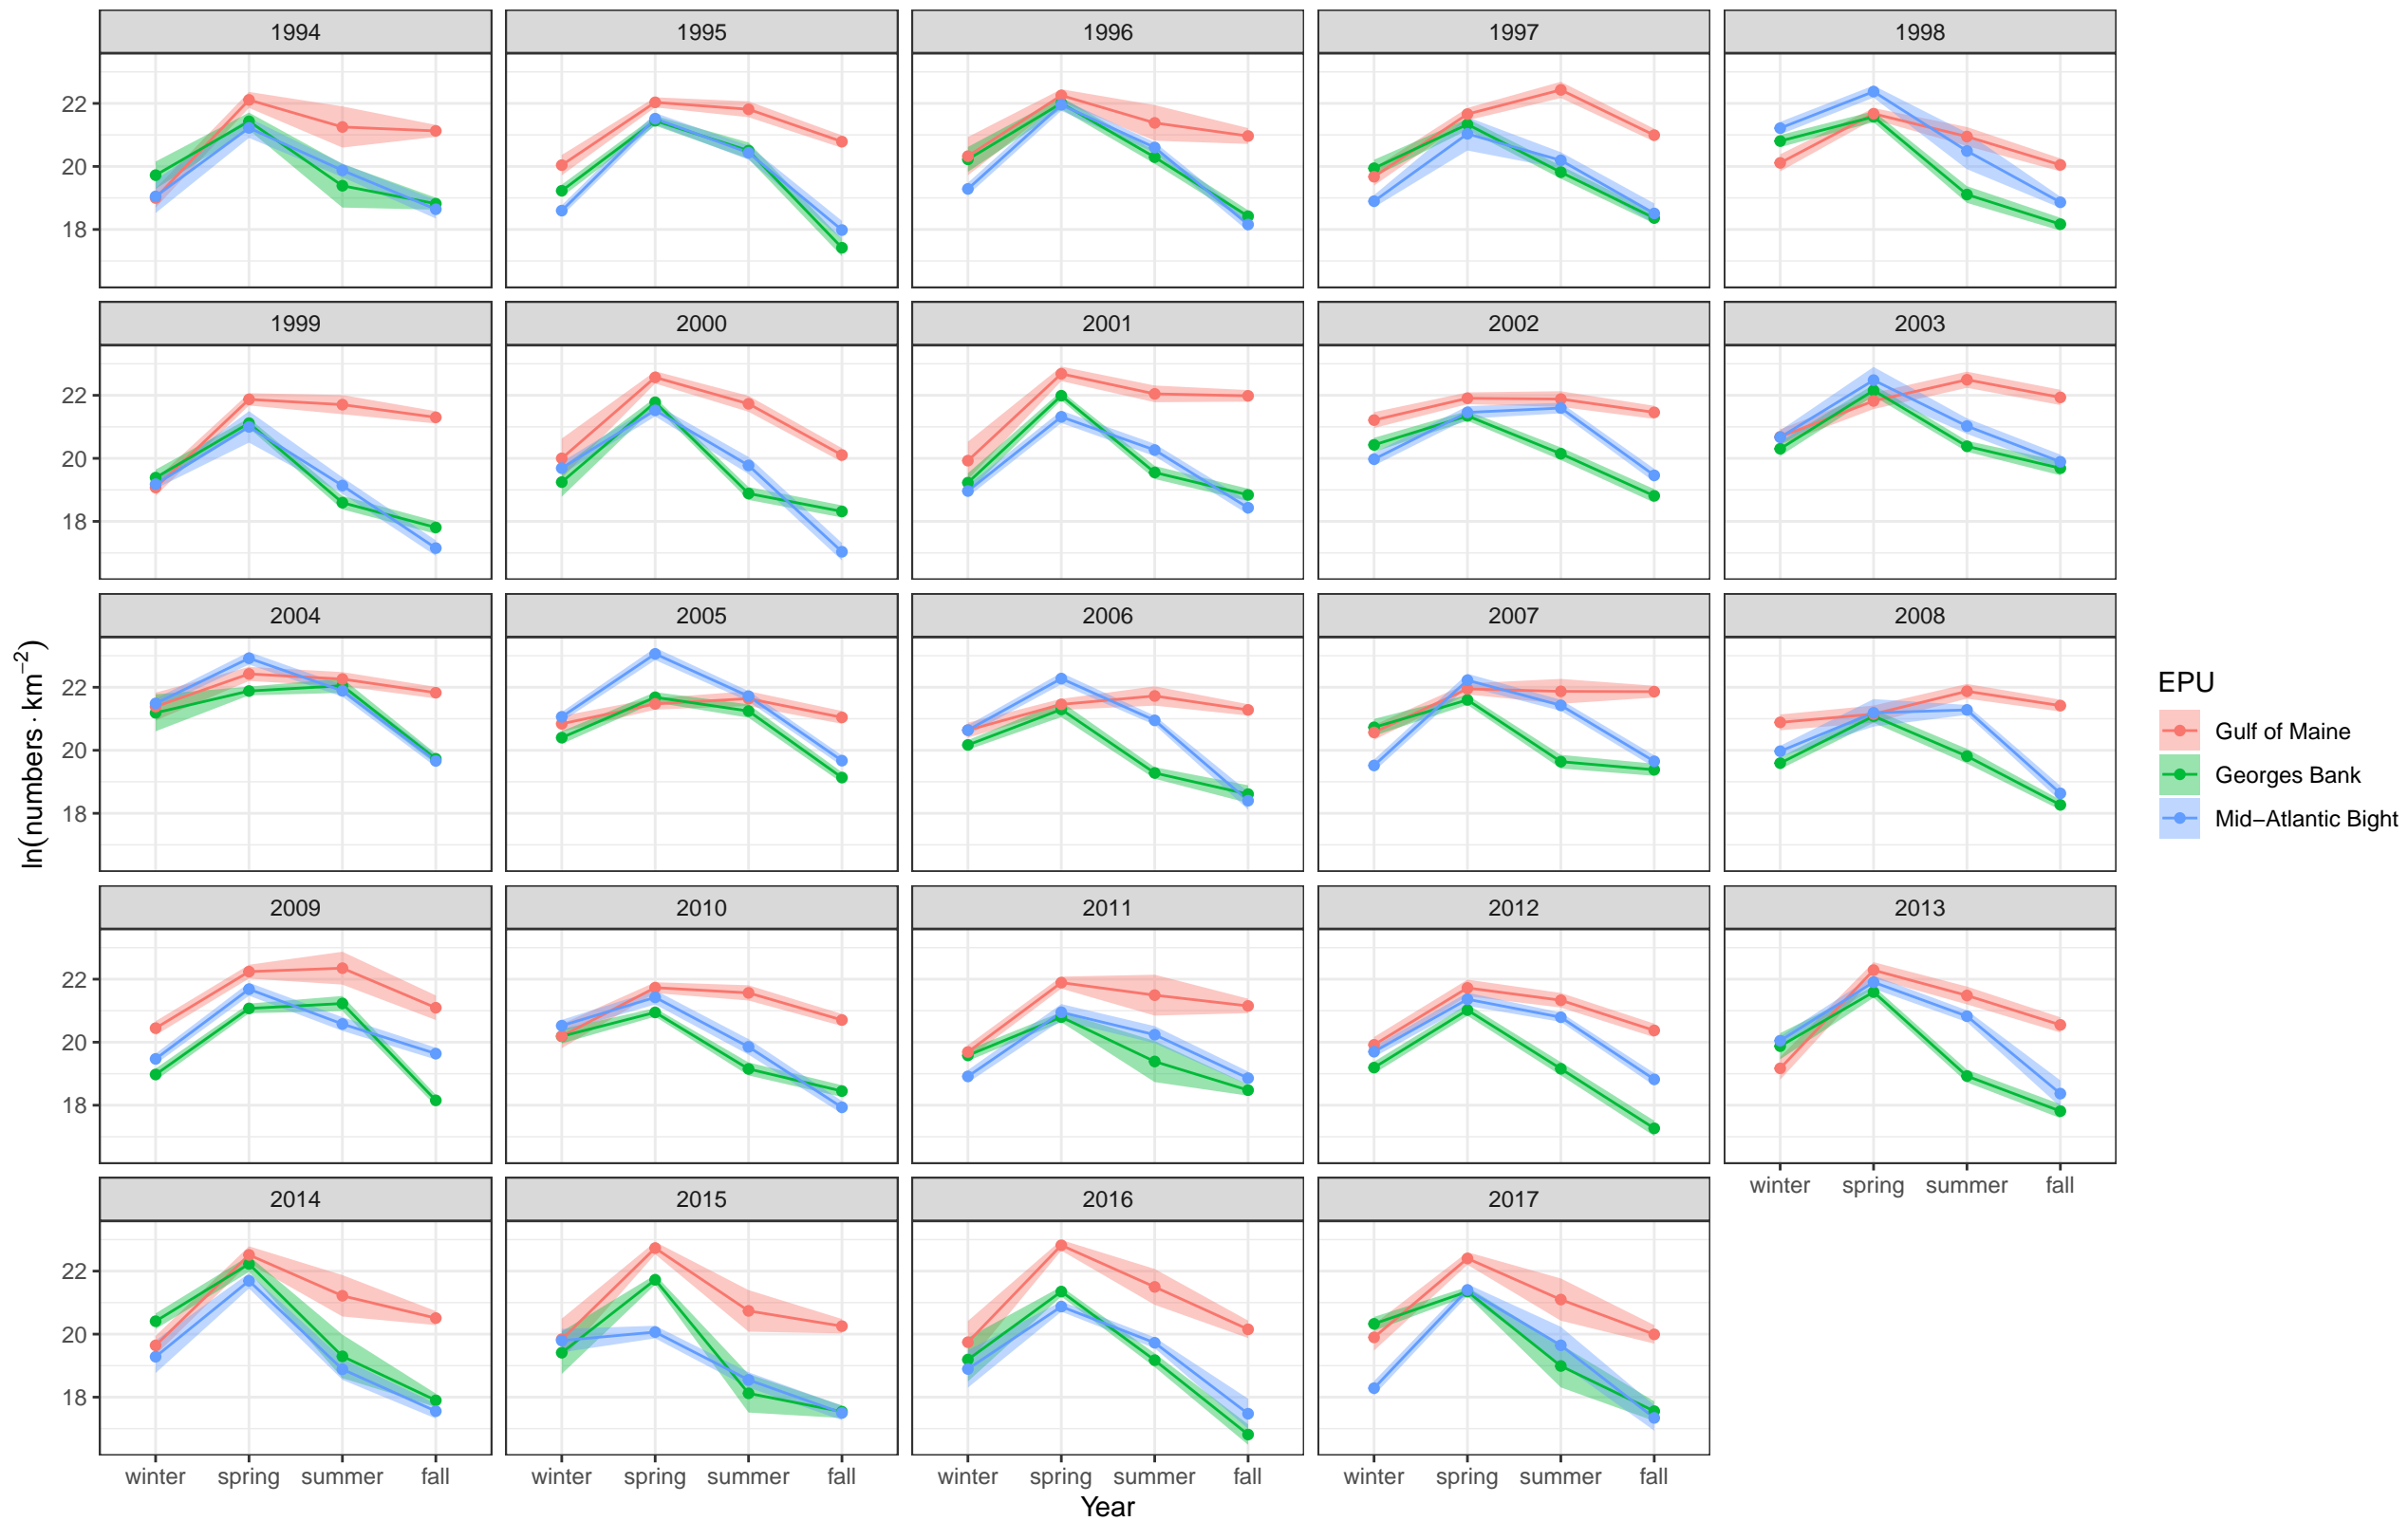 1994 1995 1996 1997 1998
22
20
18
1999 2000 2001 2002 2003
22
20
18
2004 2005 2006 2007 2008
22
20
18
ln(numbers · km⁻²)
EPU
Gulf of Maine
Georges Bank
Mid−Atlantic Bight
2009 2010 2011 2012 2013
22
20
18
winter spring summer fall
2014 2015 2016 2017
22
20
18
winter spring summer fall winter spring summer fall winter spring summer fall winter spring summer fall
Year